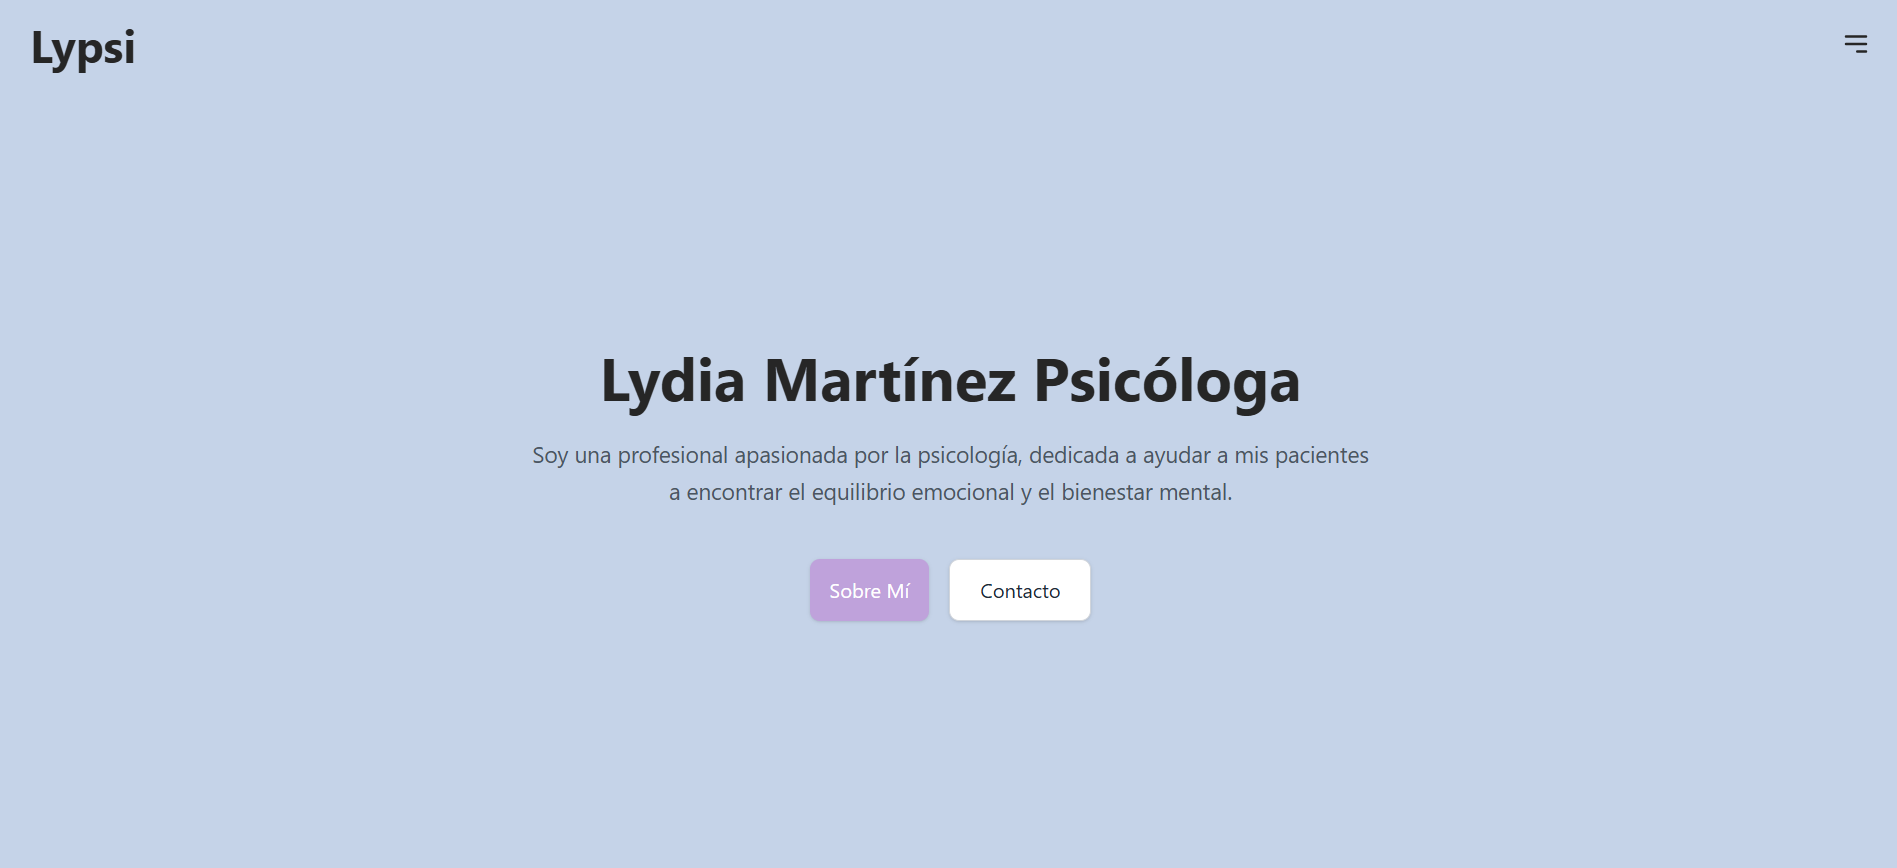 Lypsi
Lydia Martínez Psicóloga
Soy una profesional apasionada por la psicología, dedicada a ayudar a mis pacientes
a encontrar el equilibrio emocional y el bienestar mental.
Sobre Mí
Contacto